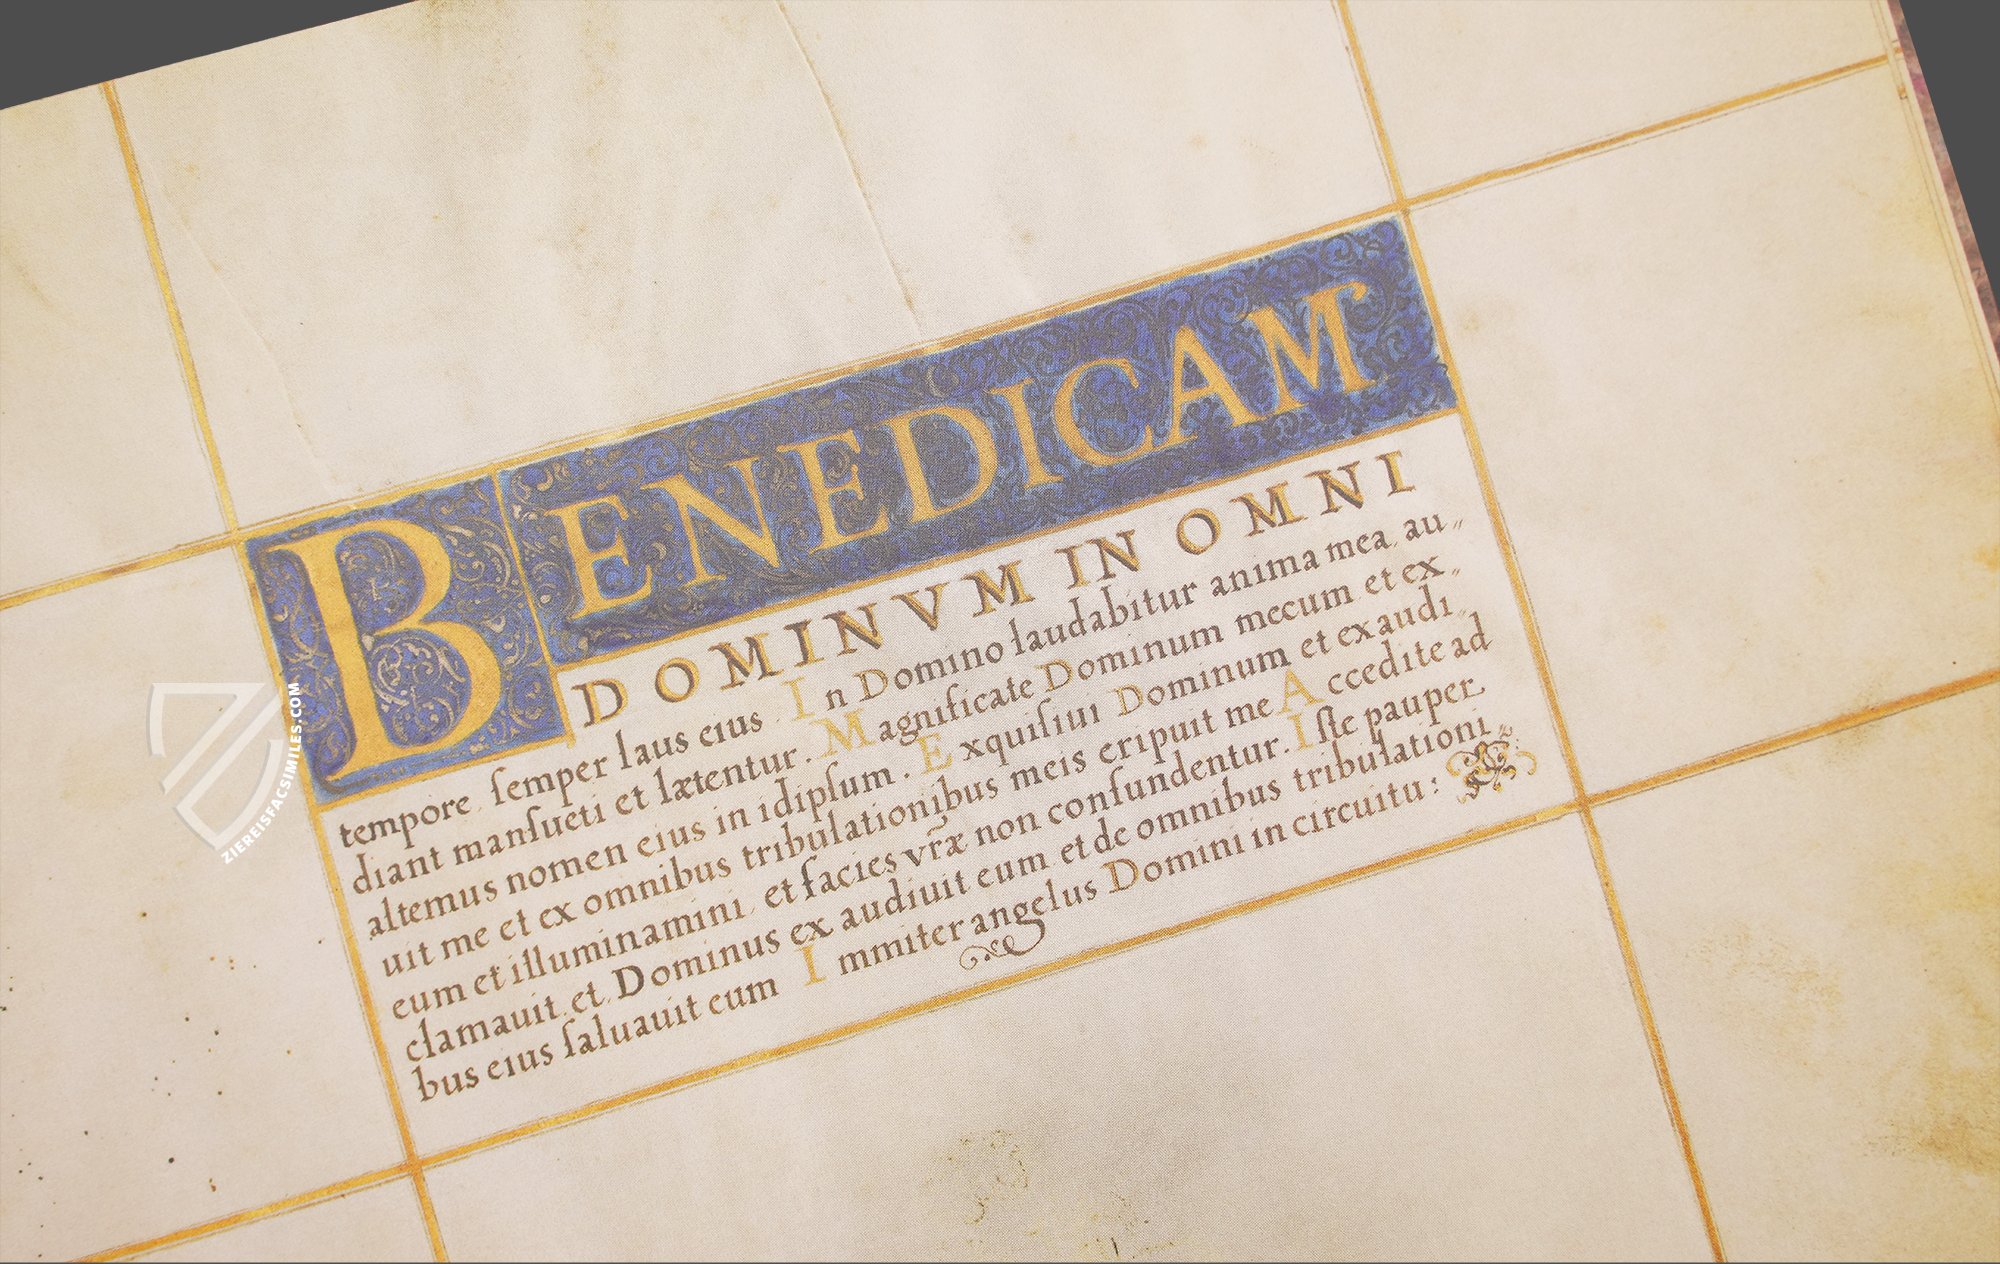 BENEDICAM
DOMINVM IN OMNI
tempore. ſemper laus eius. In Domino laudabitur anima mea. au„
diant manſueti et lætentur. Magnificate Dominum mecum et ex„
altemus nomen eius in idipſum. Exquiſiui Dominum et exaudi„
uit me et ex omnibus tribulationibus meis eripuit me Accedite ad
eum et illuminamini. et facies vr̃æ non confundentur. Iſte pauper
clamauit. et. Dominus ex audiuit eum et de omnibus tribulationi„
bus eius ſaluauit eum Immiter angelus Domini in circuitu:
ZIEREISFACSIMILES.COM